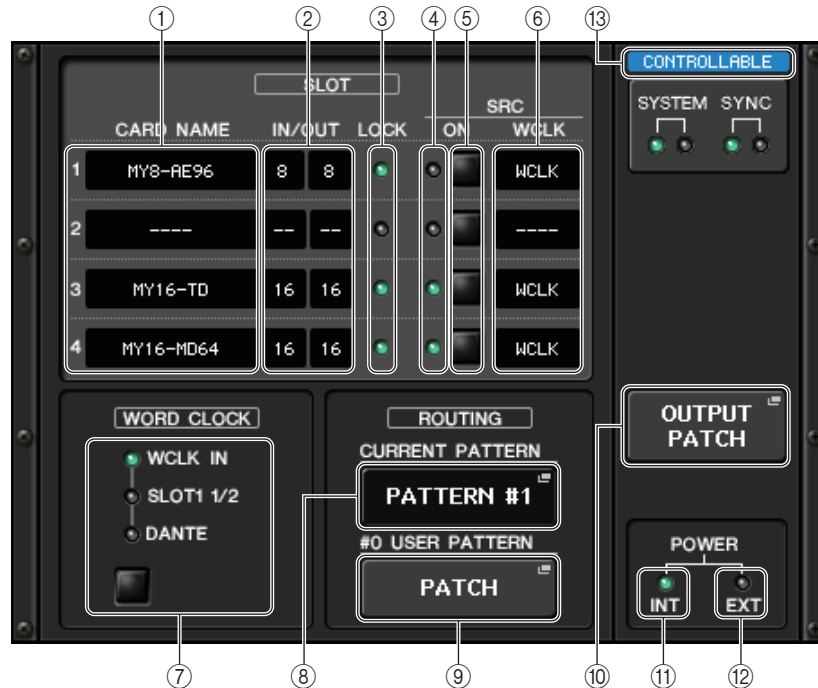 ① ② ③ ④ ⑤ ⑥ ⑬
SLOT
SRC
CARD NAME IN/OUT LOCK ON WCLK
1 MY8-AE96 8 8 WCLK
2 ---- -- -- ----
3 MY16-TD 16 16 WCLK
4 MY16-MD64 16 16 WCLK
CONTROLLABLE
SYSTEM SYNC
WORD CLOCK
WCLK IN
SLOT1 1/2
DANTE
ROUTING
CURRENT PATTERN
PATTERN #1
#0 USER PATTERN
PATCH
OUTPUT
PATCH
POWER
INT EXT
⑦ ⑧ ⑨ ⑩ ⑪ ⑫